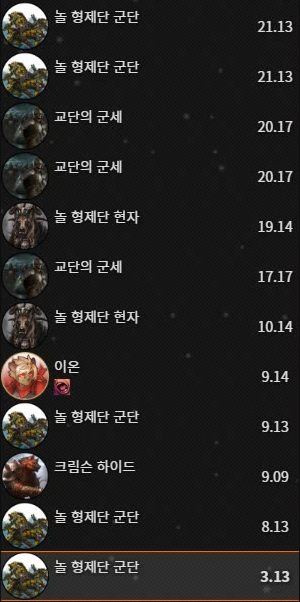 놀 형제단 군단
21.13
놀 형제단 군단
21.13
교단의 군세
20.17
교단의 군세
20.17
놀 형제단 현자
19.14
교단의 군세
17.17
놀 형제단 현자
10.14
이온
9.14
놀 형제단 군단
9.13
크림슨 하이드
9.09
놀 형제단 군단
8.13
놀 형제단 군단
3.13